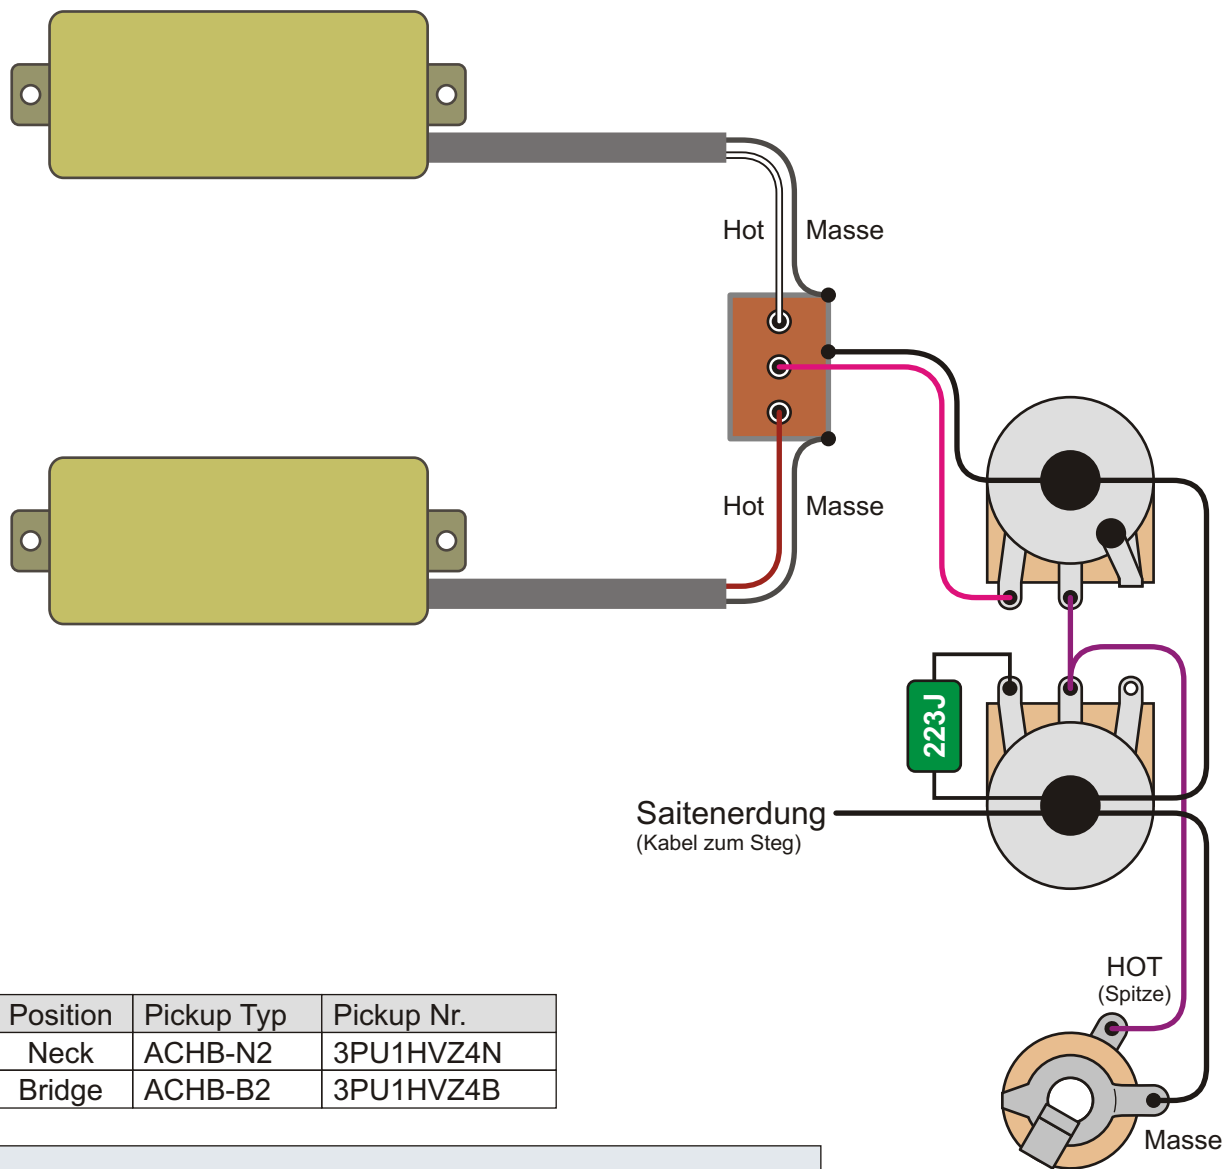 Hot Masse
Hot Masse
223J
Saitenerdung
(Kabel zum Steg)
HOT
(Spitze)
Position Pickup Typ Pickup Nr.
Neck ACHB-N2 3PU1HVZ4N
Bridge ACHB-B2 3PU1HVZ4B
Masse